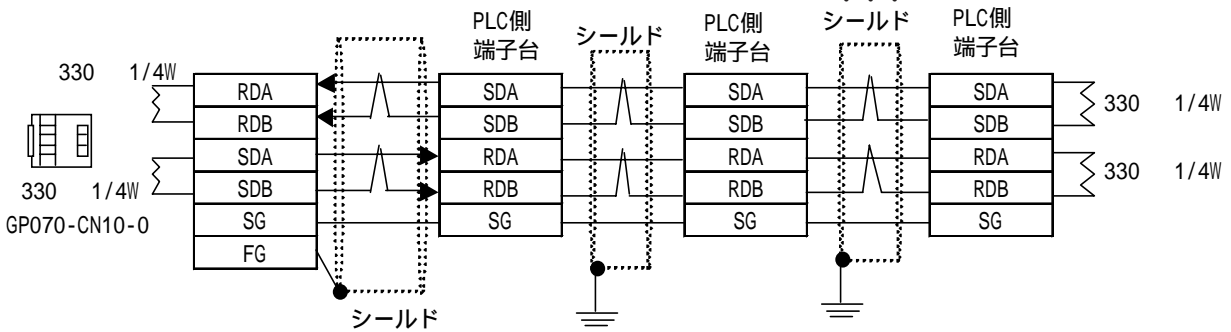 PLC側
端子台
シールド
PLC側
端子台
シールド
PLC側
端子台
330 1/4W
330 1/4W
GP070-CN10-0
RDA
RDB
SDA
SDB
SG
FG
シールド
SDA
SDB
RDA
RDB
SG
SDA
SDB
RDA
RDB
SG
SDA
SDB
RDA
RDB
SG
330 1/4W
330 1/4W